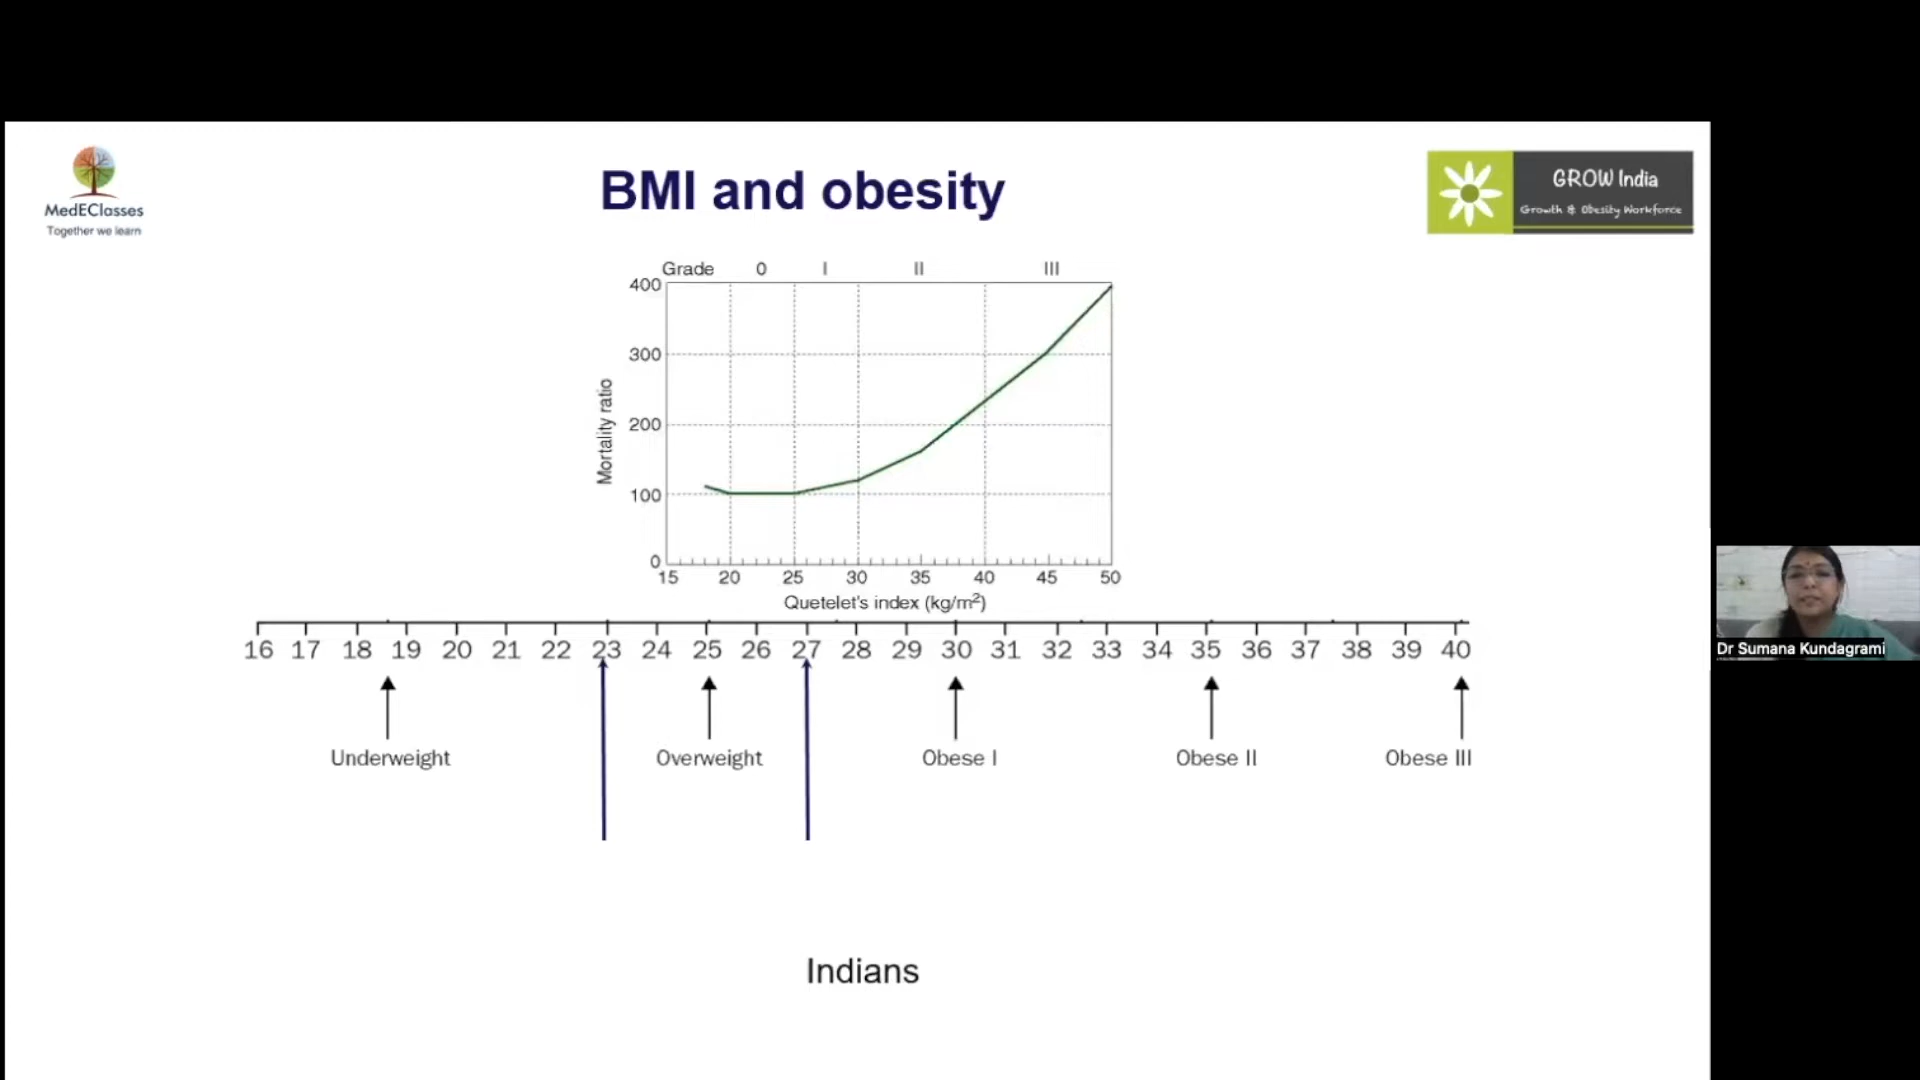 MedEClasses
Together we learn
BMI and obesity
GROW India
Growth & Obesity Workforce
Grade 0 I II III
400
300
200
100
0
Mortality ratio
15 20 25 30 35 40 45 50
Quetelet's index (kg/m²)
16 17 18 19 20 21 22 23 24 25 26 27 28 29 30 31 32 33 34 35 36 37 38 39 40
Underweight Overweight Obese I Obese II Obese III
Indians
Dr Sumana Kundagrami